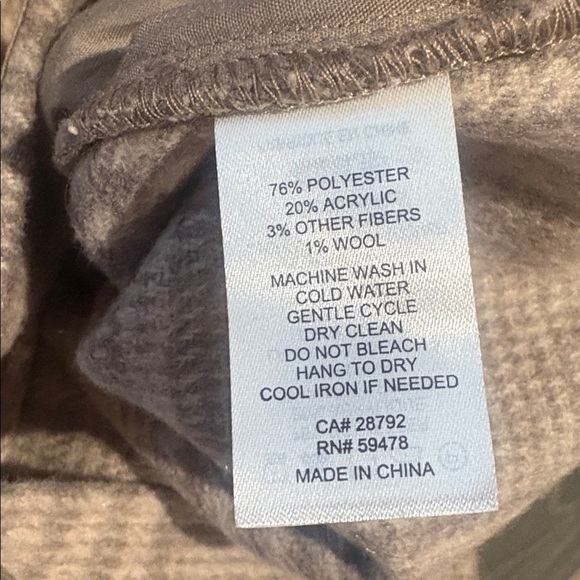 76% POLYESTER
20% ACRYLIC
3% OTHER FIBERS
1% WOOL
MACHINE WASH IN
COLD WATER
GENTLE CYCLE
DRY CLEAN
DO NOT BLEACH
HANG TO DRY
COOL IRON IF NEEDED
CA# 28792
RN# 59478
MADE IN CHINA